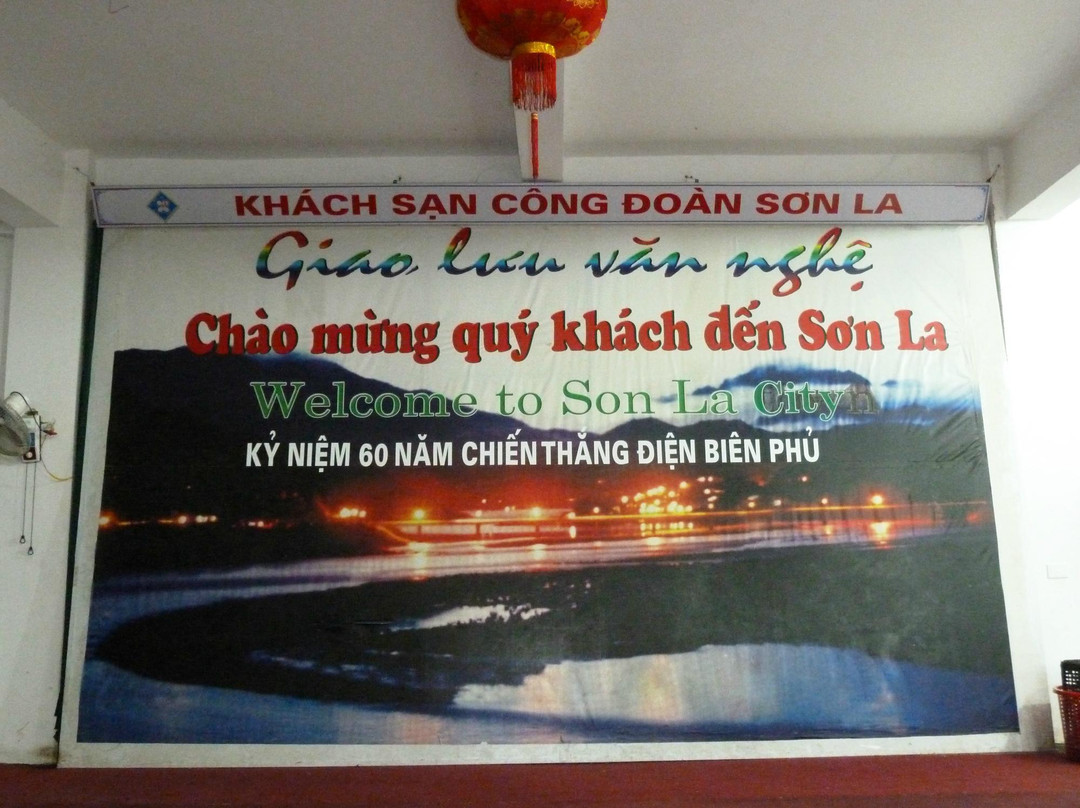 KHÁCH SẠN CÔNG ĐOÀN SƠN LA
Giao lưu văn nghệ
Chào mừng quý khách đến Sơn La
Welcome to Son La City
KỶ NIỆM 60 NĂM CHIẾN THẮNG ĐIỆN BIÊN PHỦ